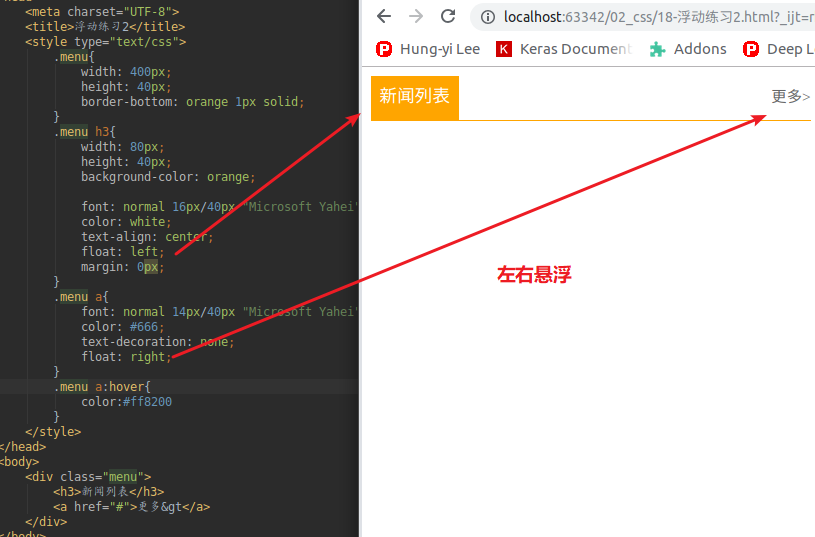 <meta charset="UTF-8">
<title>浮动练习2</title>
<style type="text/css">
.menu{
width: 400px;
height: 40px;
border-bottom: orange 1px solid;
}
.menu h3{
width: 80px;
height: 40px;
background-color: orange;
font: normal 16px/40px "Microsoft Yahei"
color: white;
text-align: center;
float: left;
margin: 0px;
}
.menu a{
font: normal 14px/40px "Microsoft Yahei"
color: #666;
text-decoration: none;
float: right;
}
.menu a:hover{
color:#ff8200
}
</style>
</head>
<body>
<div class="menu">
<h3>新闻列表</h3>
<a href="#">更多&gt</a>
</div>
</body>
localhost:63342/02_css/18-浮动练习2.html?_ijt=r
Hung-yi Lee Keras Document Addons Deep L
新闻列表 更多>
左右悬浮